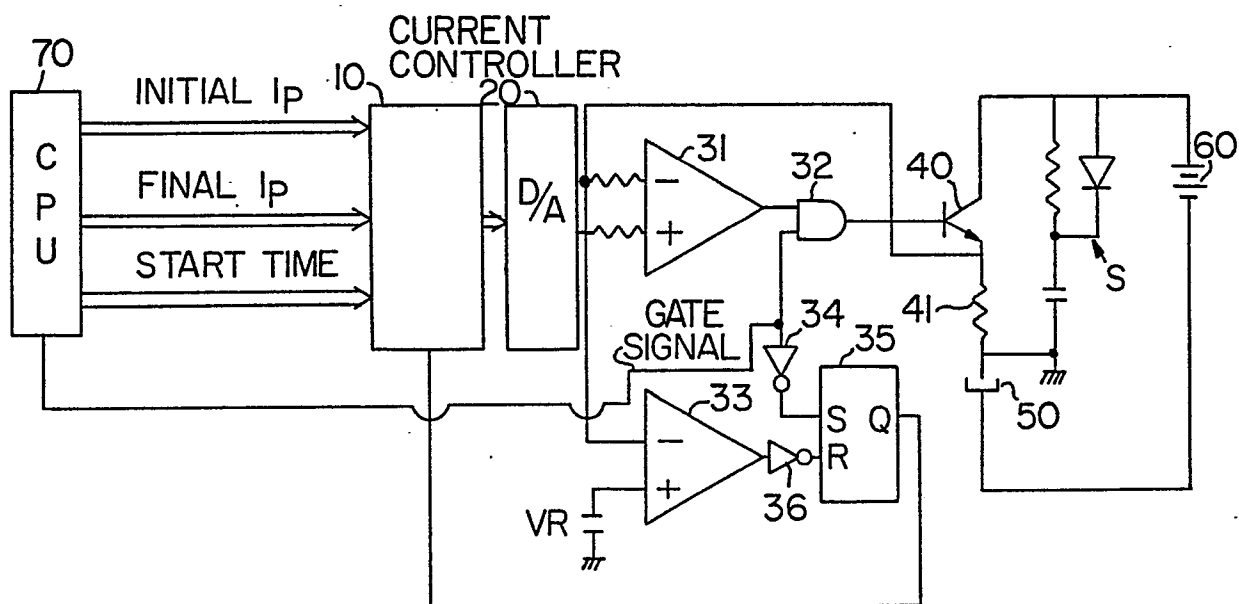 CURRENT
CONTROLLER
70
10
20
CPU
INITIAL IP
FINAL IP
START TIME
D/A
31
−
+
32
40
60
S
41
GATE
SIGNAL
34
35
S Q
R
50
33
−
+
36
VR